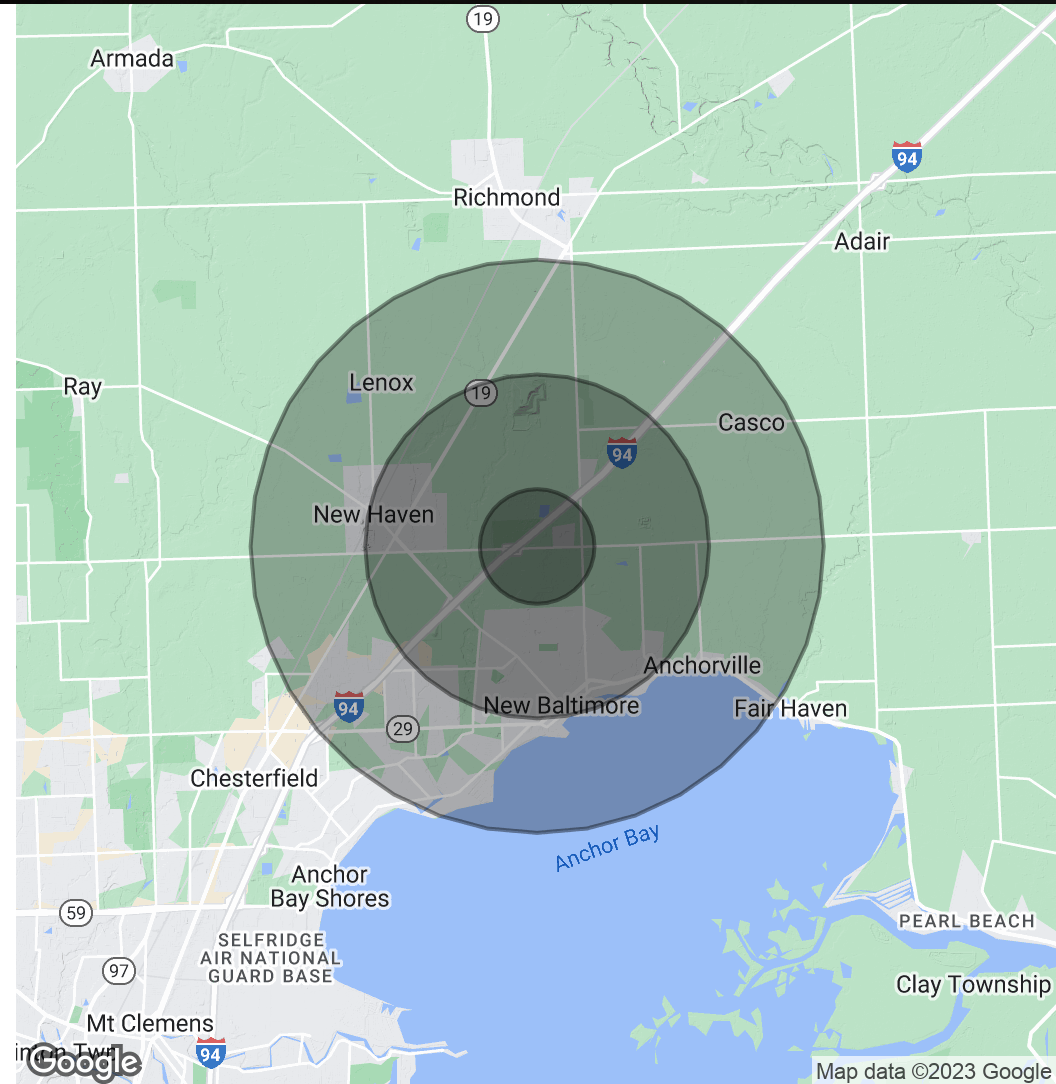 19
Armada
94
Richmond
Adair
Ray
Lenox
19
Casco
94
New Haven
Anchorville
New Baltimore
Fair Haven
94
29
Chesterfield
Anchor Bay
Anchor
Bay Shores
59
PEARL BEACH
SELFRIDGE
AIR NATIONAL
GUARD BASE
97
Clay Township
Mt Clemens
94
Google
Map data ©2023 Google